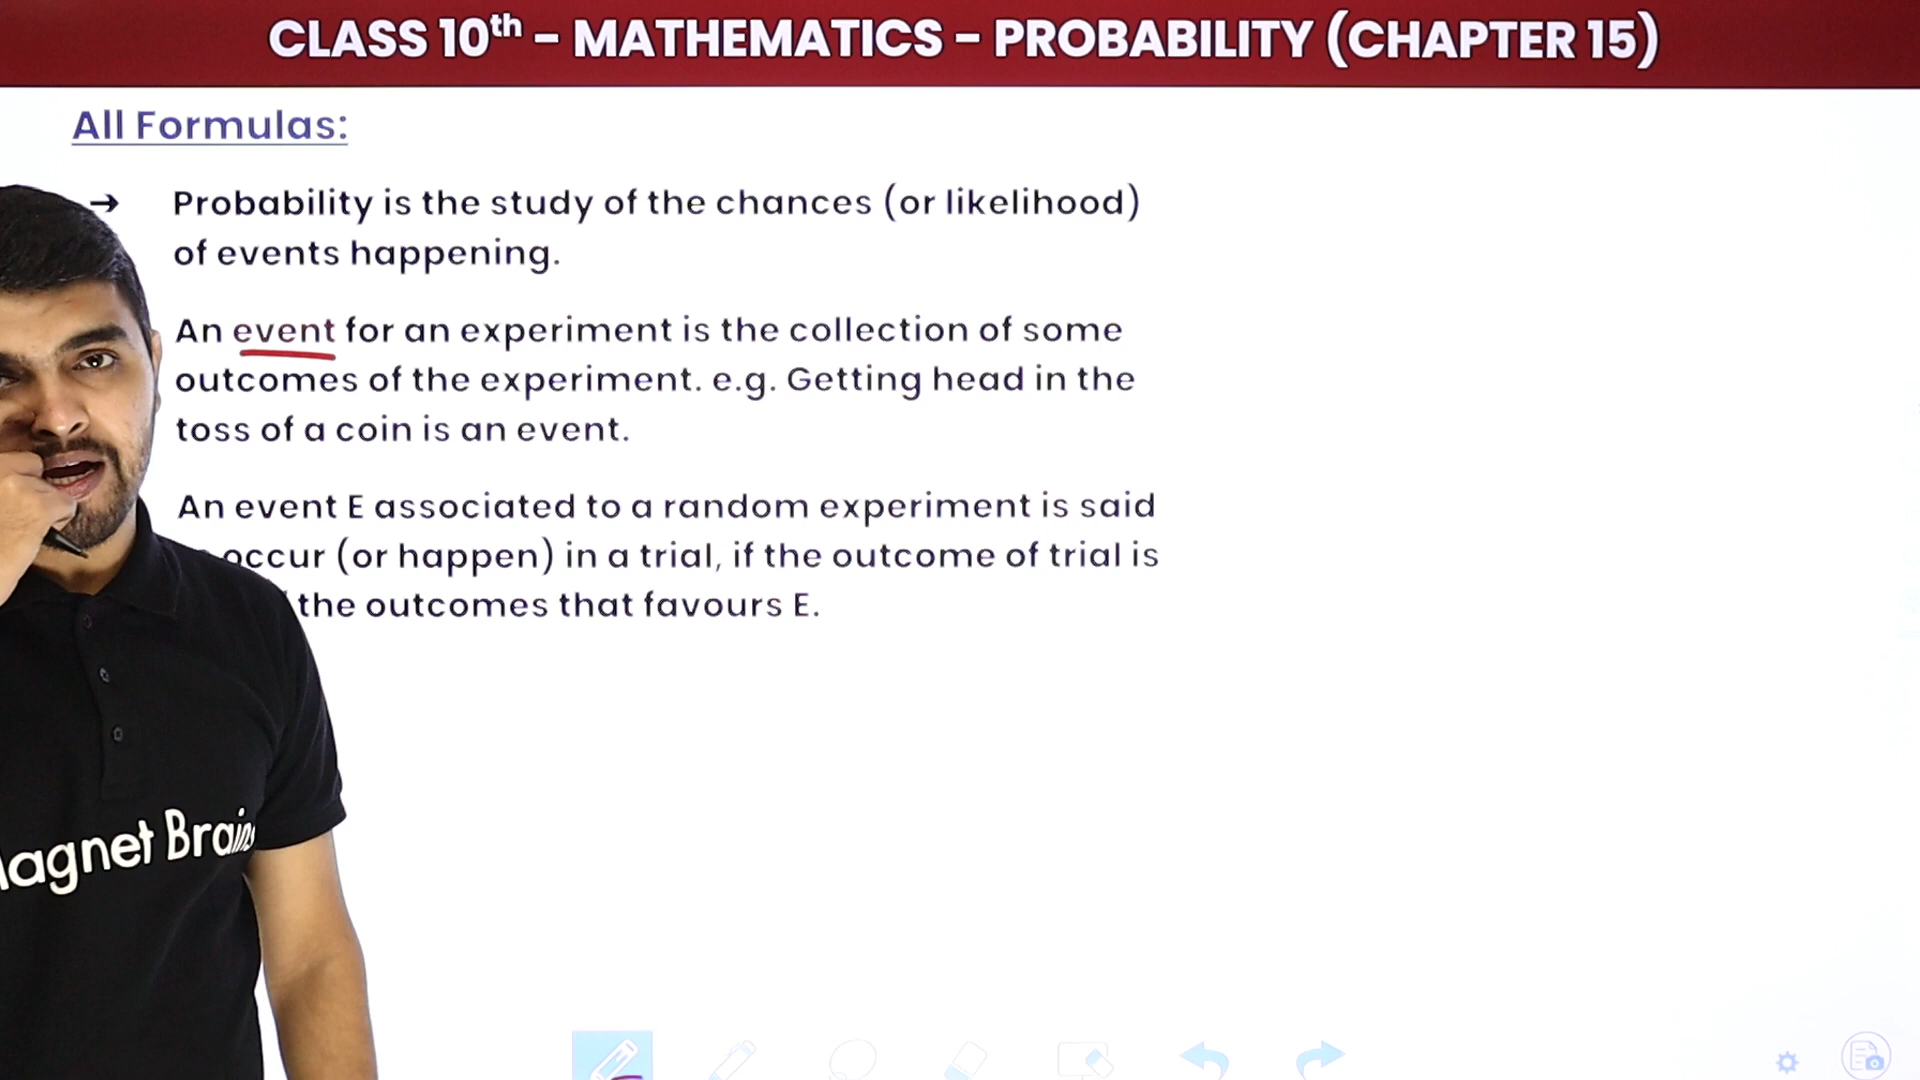 CLASS 10th - MATHEMATICS - PROBABILITY (CHAPTER 15)
All Formulas:
→ Probability is the study of the chances (or likelihood)
of events happening.
An event for an experiment is the collection of some
outcomes of the experiment. e.g. Getting head in the
toss of a coin is an event.
An event E associated to a random experiment is said
occur (or happen) in a trial, if the outcome of trial is
the outcomes that favours E.
Magnet Brains